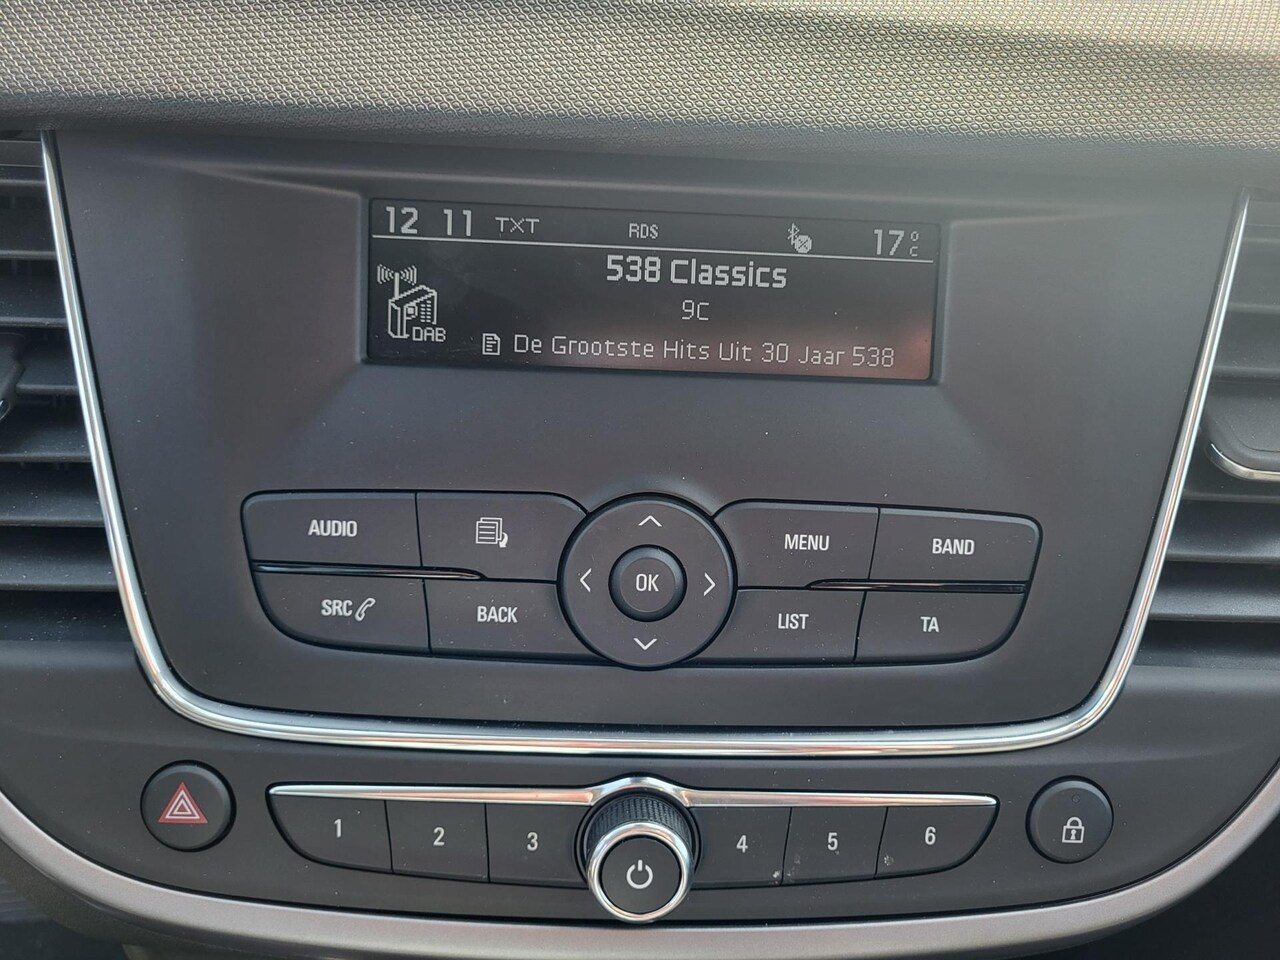 12 11 TXT RDS 17°C
538 Classics
9C
DAB De Grootste Hits Uit 30 Jaar 538
AUDIO MENU BAND
OK
SRC BACK LIST TA
1 2 3 4 5 6